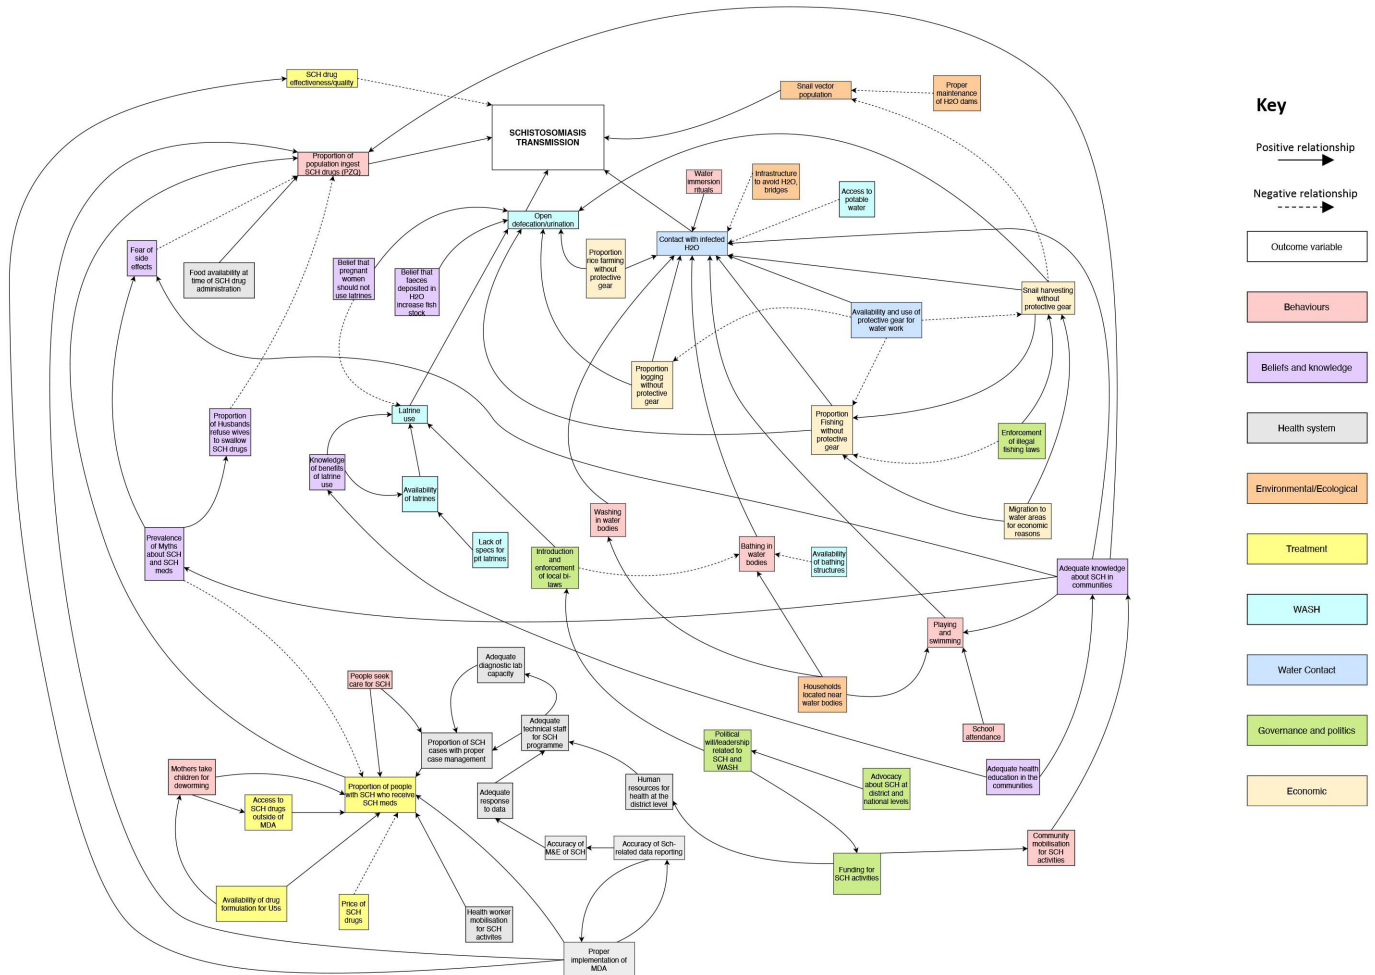 SCH drug
effectiveness/quality
Snail vector
population
Proper
maintenance
of H2O dams
Key
SCHISTOSOMIASIS
TRANSMISSION
Positive relationship
Proportion of
population ingest
SCH drugs (PZQ)
Water
immersion
rituals
Infrastructure
to avoid H2O,
bridges
Access to
potable
water
Negative relationship
Open
defecation/urination
Contact with infected
H2O
Outcome variable
Fear of
side
effects
Food availability at
time of SCH drug
administration
Belief that
pregnant
women
should not
use latrines
Belief that
faeces
deposited in
H2O
increase fish
stock
Proportion
rice farming
without
protective
gear
Snail harvesting
without
protective gear
Behaviours
Availability and use of
protective gear for
water work
Proportion
logging
without
protective
gear
Beliefs and knowledge
Proportion
of Husbands
refuse wives
to swallow
SCH drugs
Latrine
use
Proportion
Fishing
without
protective
gear
Enforcement
of illegal
fishing laws
Health system
Knowledge
of benefits
of latrine
use
Availability
of latrines
Environmental/Ecological
Washing
in water
bodies
Migration to
water areas
for economic
reasons
Prevalence
of Myths
about SCH
and SCH
meds
Lack of
specs for
pit latrines
Introduction
and
enforcement
of local bi-
laws
Bathing in
water
bodies
Availability
of bathing
structures
Adequate knowledge
about SCH in
communities
Treatment
WASH
Playing
and
swimming
People seek
care for SCH
Adequate
diagnostic lab
capacity
Households
located near
water bodies
Water Contact
Proportion of SCH
cases with proper
case management
Adequate
technical staff
for SCH
programme
Political
will/leadership
related to
SCH and
WASH
School
attendance
Governance and politics
Mothers take
children for
deworming
Access to
SCH drugs
outside of
MDA
Proportion of people
with SCH who receive
SCH meds
Adequate
response
to data
Human
resources for
health at the
district level
Advocacy
about SCH at
district and
national levels
Adequate health
education in the
communities
Economic
Accuracy of
M&E of SCH
Accuracy of Sch-
related data reporting
Funding for
SCH activities
Community
mobilisation
for SCH
activities
Availability of drug
formulation for U5s
Price of
SCH
drugs
Health worker
mobilisation
for SCH
activites
Proper
implementation of
MDA